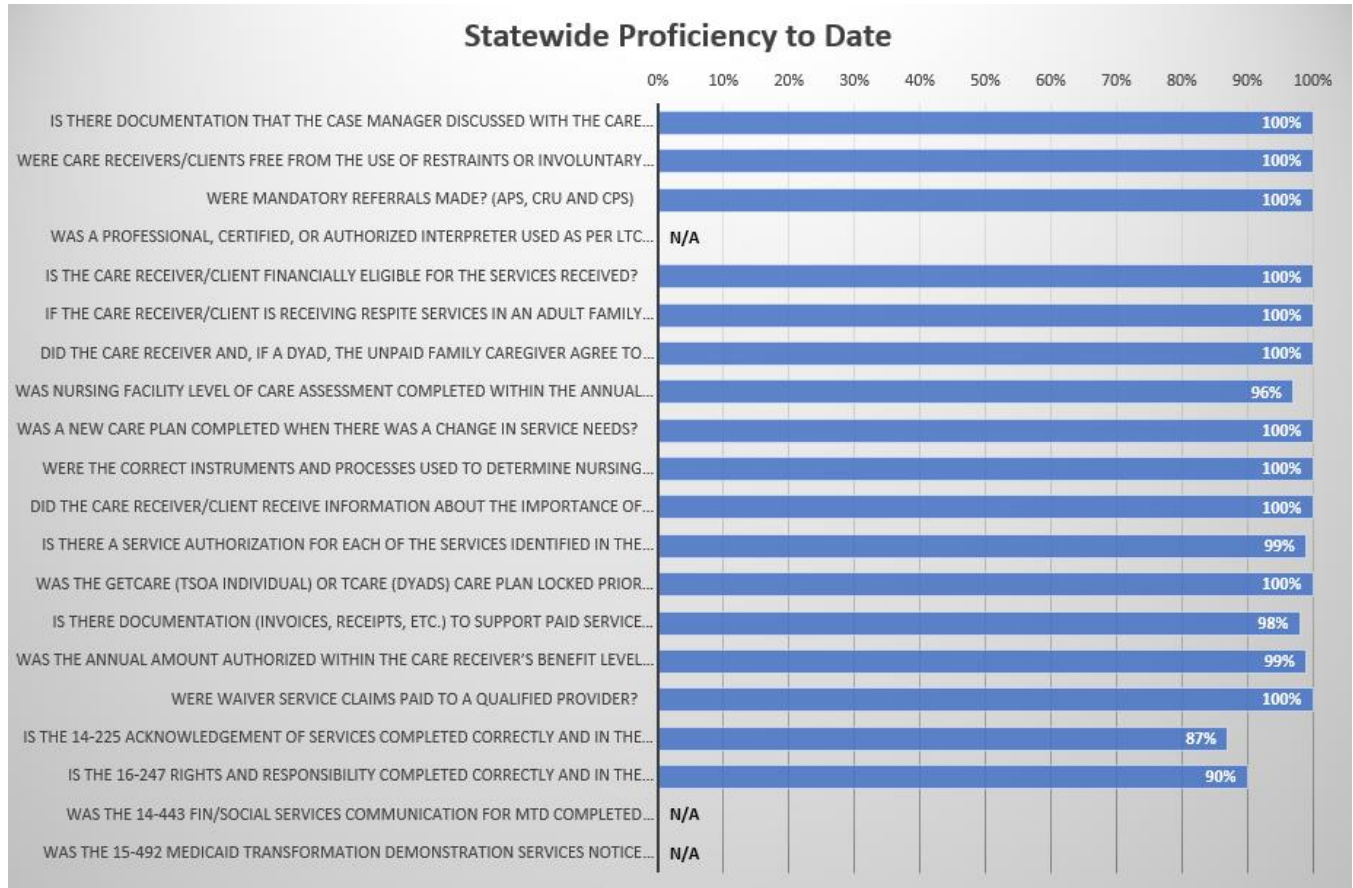 Statewide Proficiency to Date
0% 10% 20% 30% 40% 50% 60% 70% 80% 90% 100%
IS THERE DOCUMENTATION THAT THE CASE MANAGER DISCUSSED WITH THE CARE... 100%
WERE CARE RECEIVERS/CLIENTS FREE FROM THE USE OF RESTRAINTS OR INVOLUNTARY... 100%
WERE MANDATORY REFERRALS MADE? (APS, CRU AND CPS) 100%
WAS A PROFESSIONAL, CERTIFIED, OR AUTHORIZED INTERPRETER USED AS PER LTC... N/A
IS THE CARE RECEIVER/CLIENT FINANCIALLY ELIGIBLE FOR THE SERVICES RECEIVED? 100%
IF THE CARE RECEIVER/CLIENT IS RECEIVING RESPITE SERVICES IN AN ADULT FAMILY... 100%
DID THE CARE RECEIVER AND, IF A DYAD, THE UNPAID FAMILY CAREGIVER AGREE TO... 100%
WAS NURSING FACILITY LEVEL OF CARE ASSESSMENT COMPLETED WITHIN THE ANNUAL... 96%
WAS A NEW CARE PLAN COMPLETED WHEN THERE WAS A CHANGE IN SERVICE NEEDS? 100%
WERE THE CORRECT INSTRUMENTS AND PROCESSES USED TO DETERMINE NURSING... 100%
DID THE CARE RECEIVER/CLIENT RECEIVE INFORMATION ABOUT THE IMPORTANCE OF... 100%
IS THERE A SERVICE AUTHORIZATION FOR EACH OF THE SERVICES IDENTIFIED IN THE... 99%
WAS THE GETCARE (TSOA INDIVIDUAL) OR TCARE (DYADS) CARE PLAN LOCKED PRIOR... 100%
IS THERE DOCUMENTATION (INVOICES, RECEIPTS, ETC.) TO SUPPORT PAID SERVICE... 98%
WAS THE ANNUAL AMOUNT AUTHORIZED WITHIN THE CARE RECEIVER'S BENEFIT LEVEL... 99%
WERE WAIVER SERVICE CLAIMS PAID TO A QUALIFIED PROVIDER? 100%
IS THE 14-225 ACKNOWLEDGEMENT OF SERVICES COMPLETED CORRECTLY AND IN THE... 87%
IS THE 16-247 RIGHTS AND RESPONSIBILITY COMPLETED CORRECTLY AND IN THE... 90%
WAS THE 14-443 FIN/SOCIAL SERVICES COMMUNICATION FOR MTD COMPLETED... N/A
WAS THE 15-492 MEDICAID TRANSFORMATION DEMONSTRATION SERVICES NOTICE... N/A